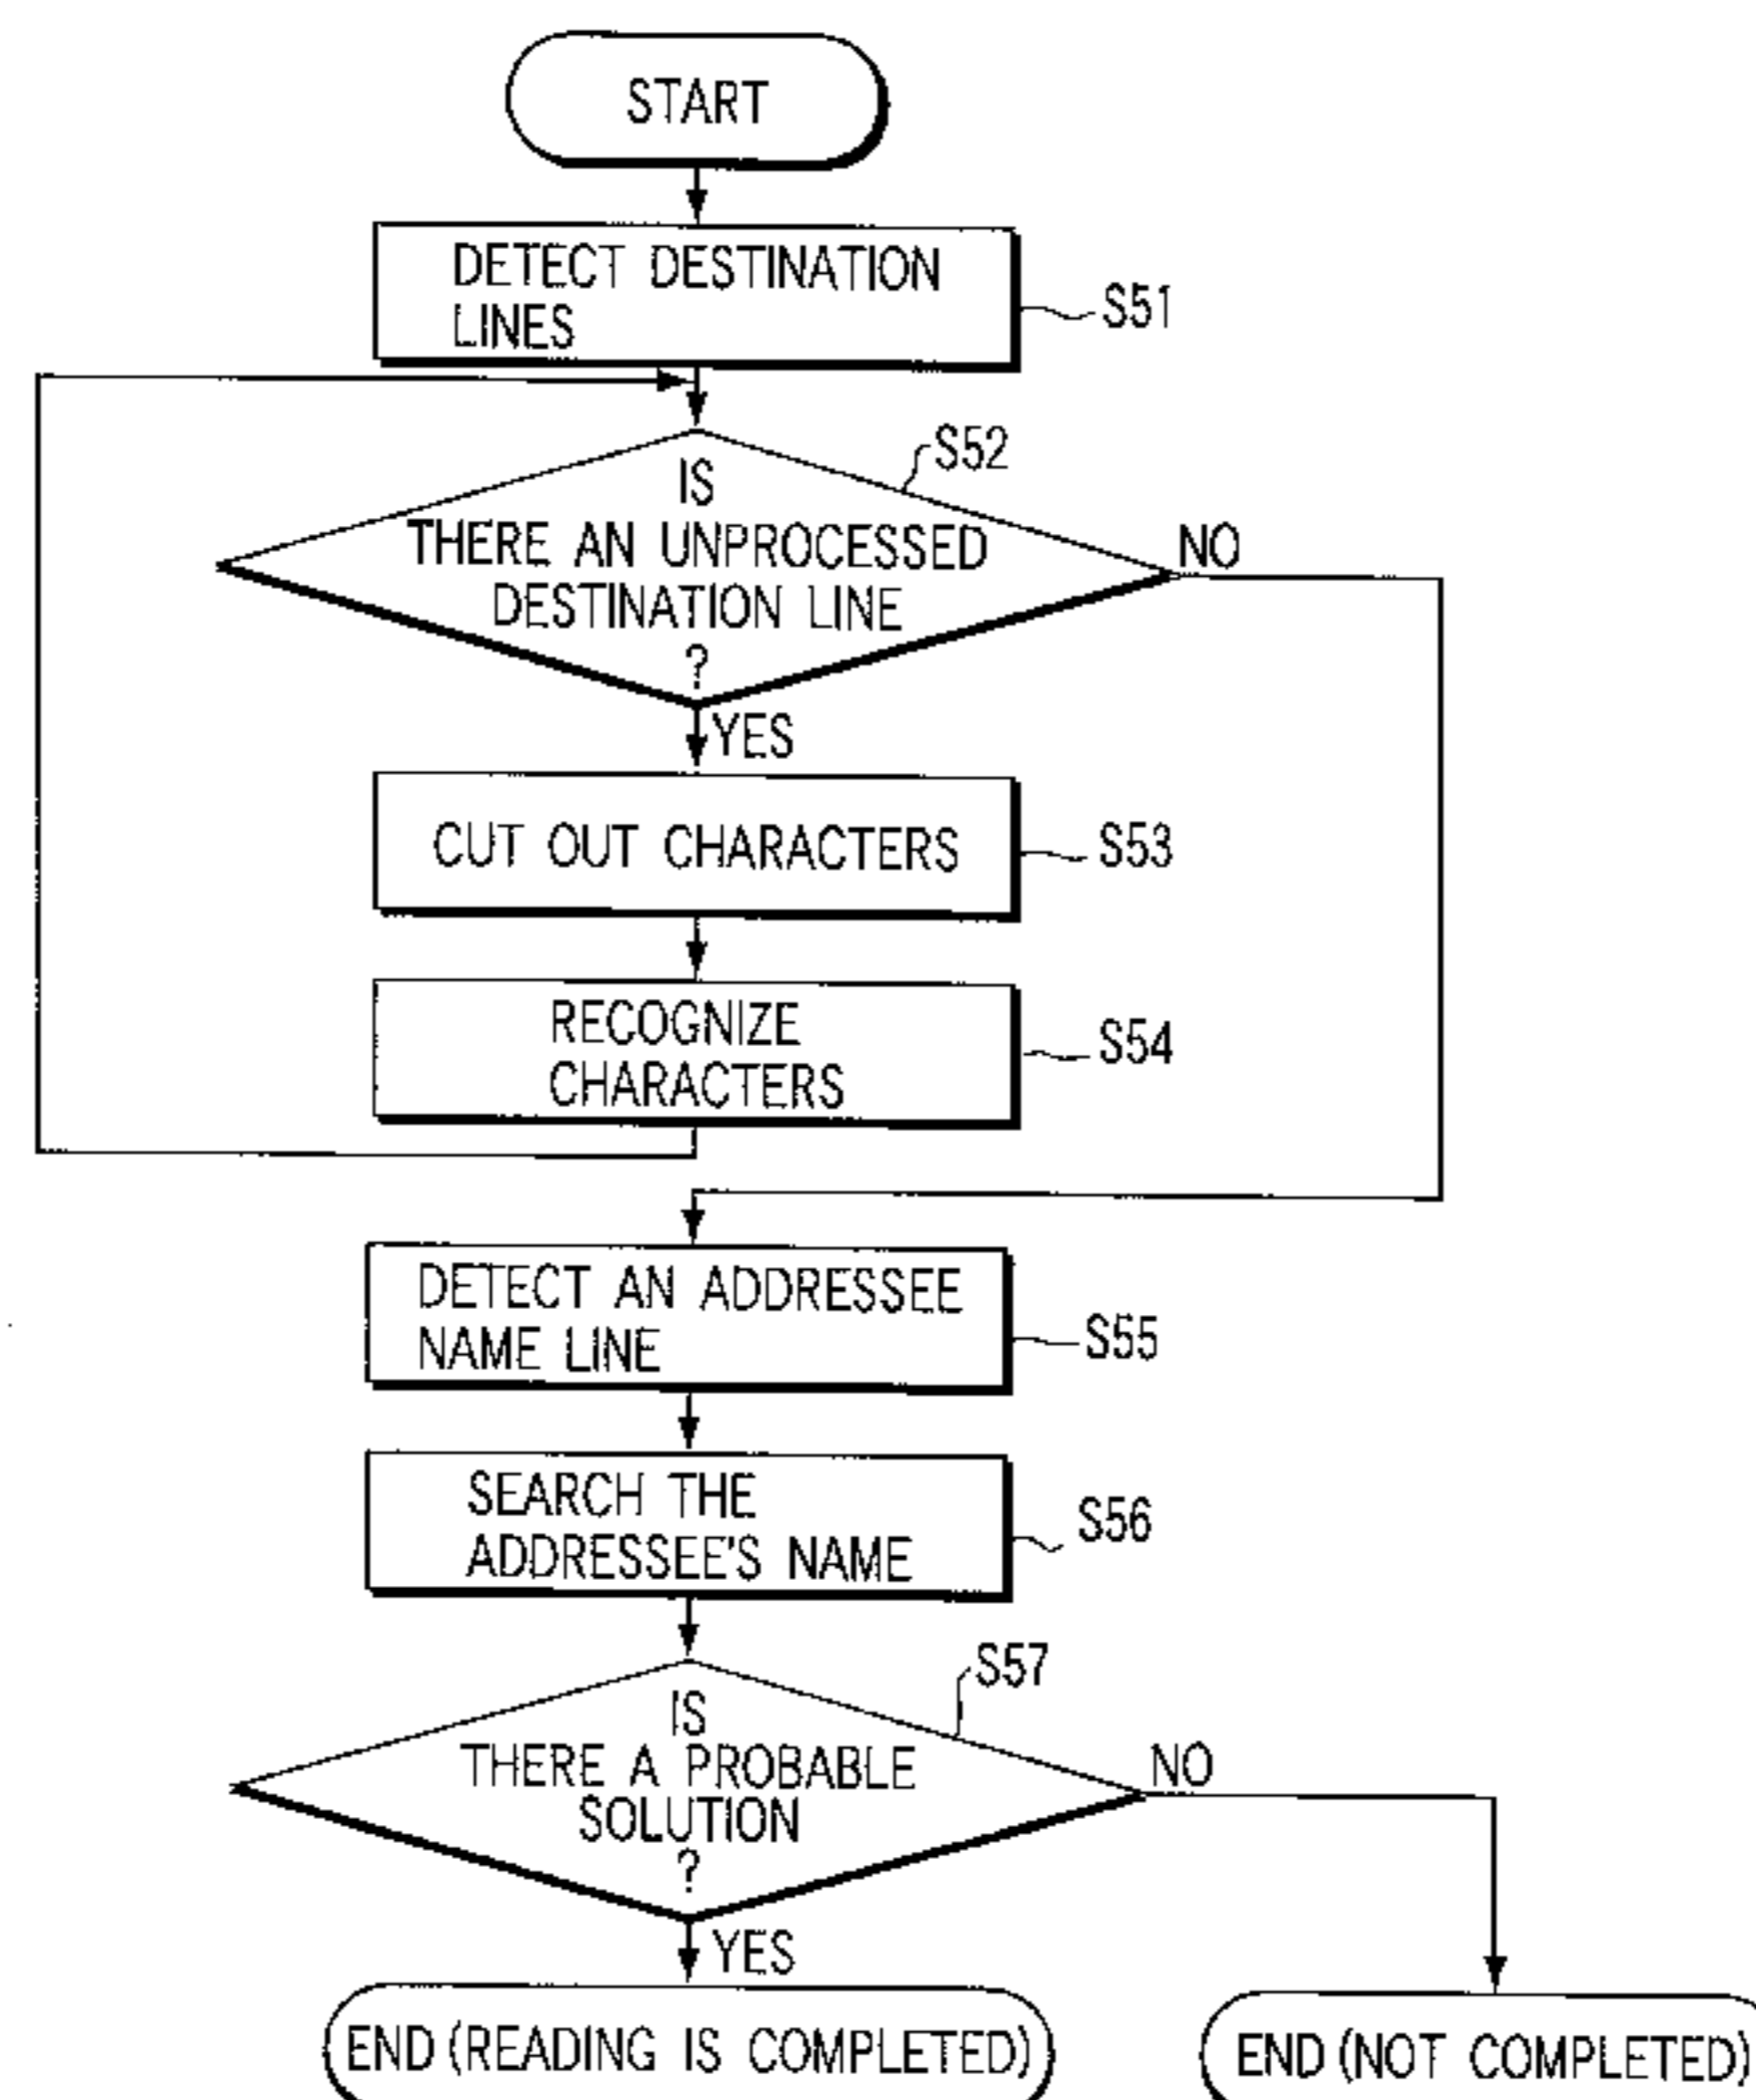 START
DETECT DESTINATION
LINES
S51
S52
IS
THERE AN UNPROCESSED
DESTINATION LINE
?
NO
YES
CUT OUT CHARACTERS
S53
RECOGNIZE
CHARACTERS
S54
DETECT AN ADDRESSEE
NAME LINE
S55
SEARCH THE
ADDRESSEE'S NAME
S56
S57
IS
THERE A PROBABLE
SOLUTION
?
NO
YES
END (READING IS COMPLETED)
END (NOT COMPLETED)